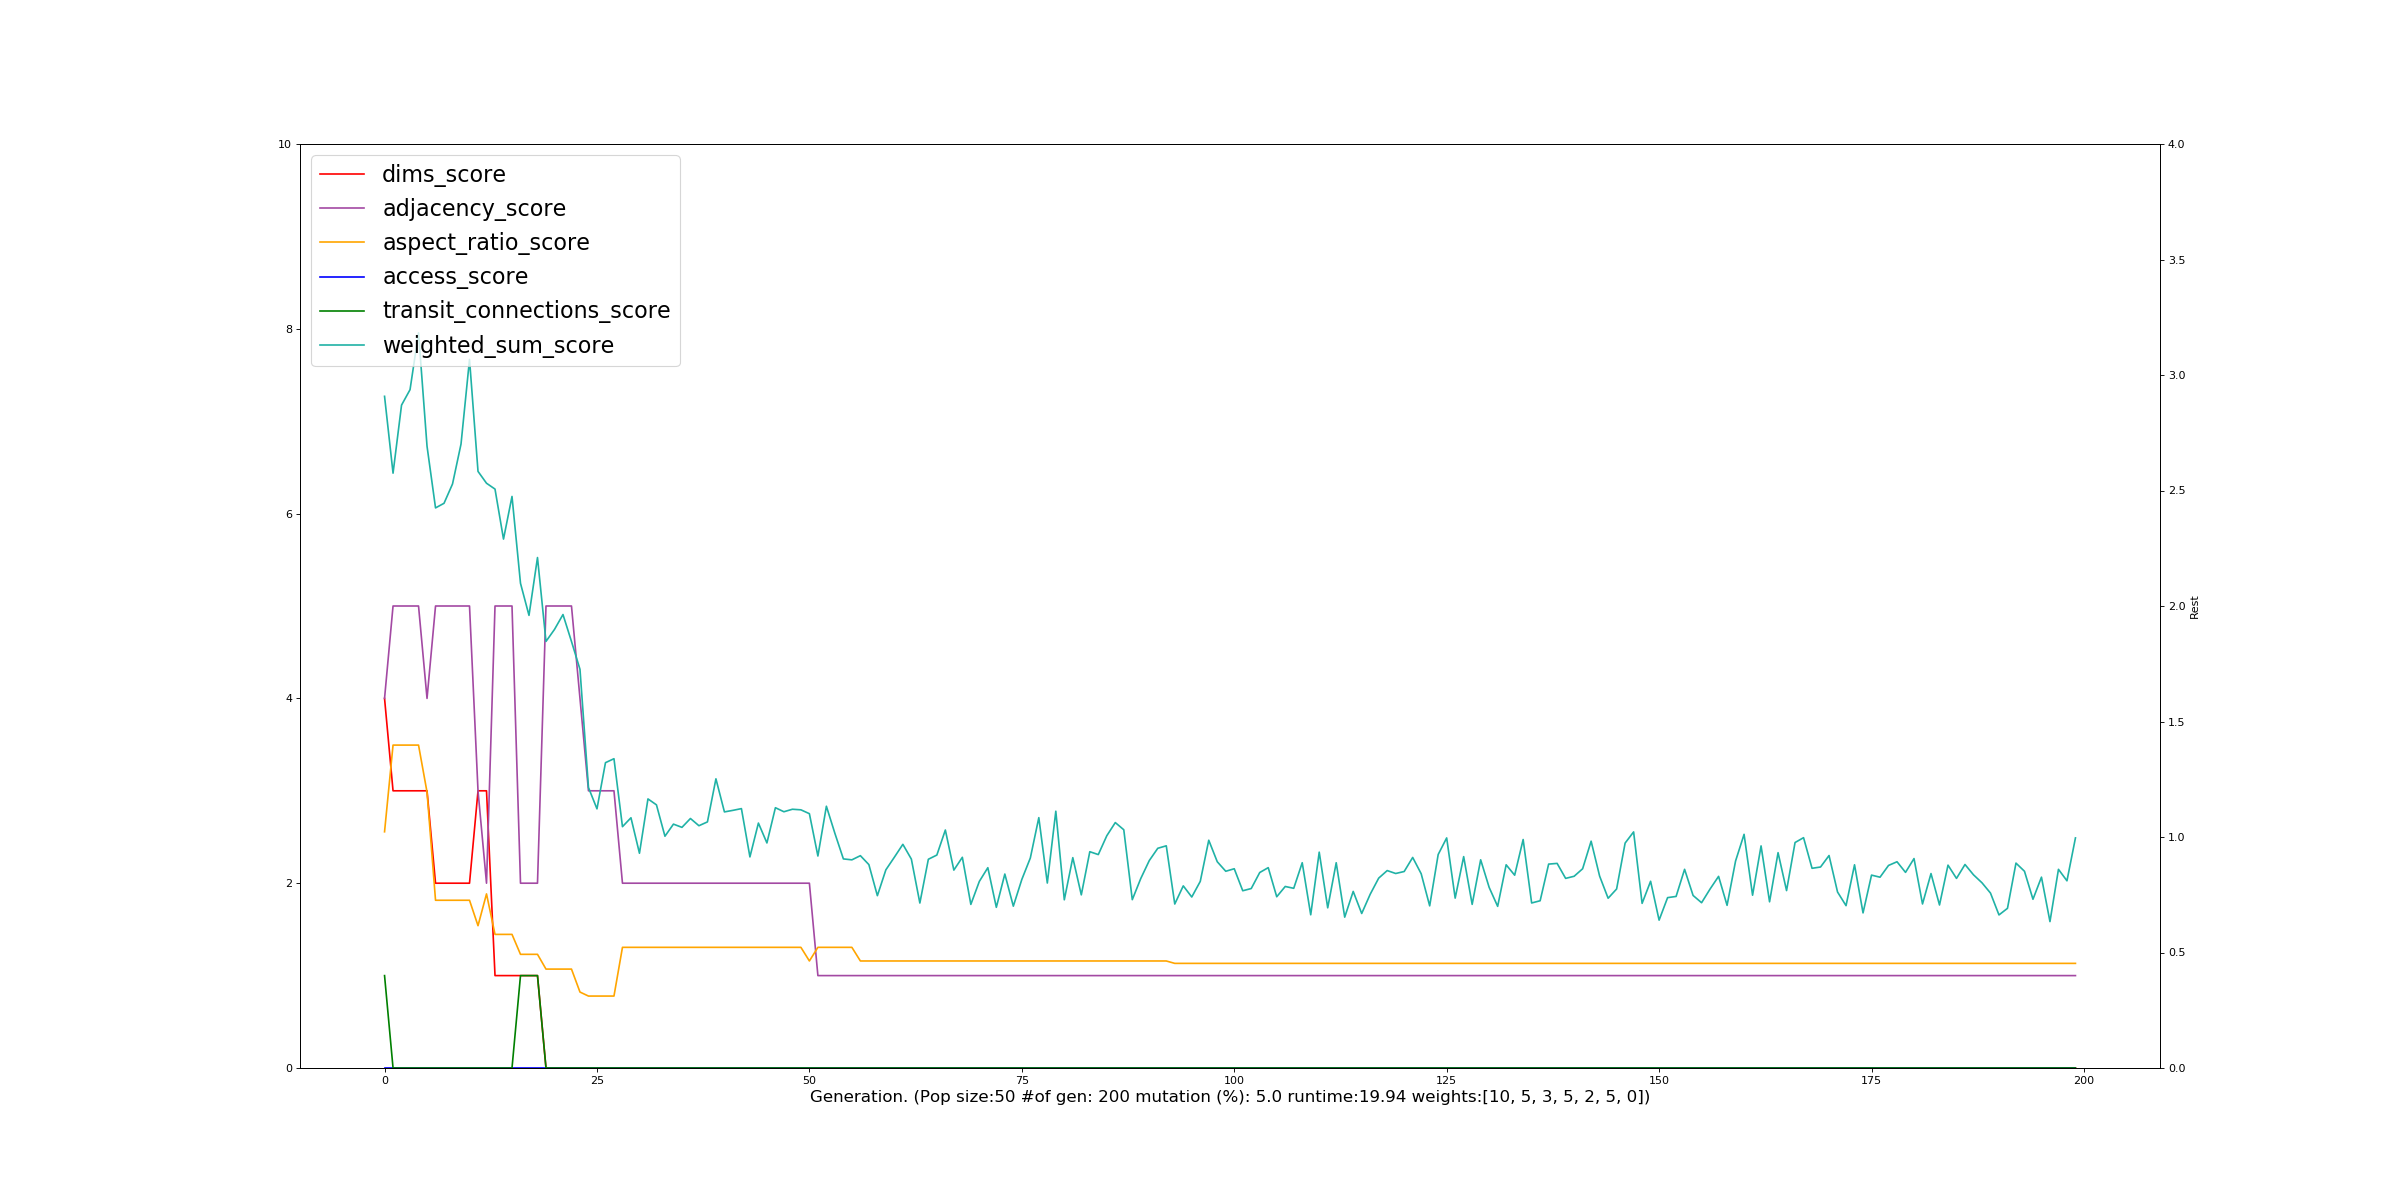 dims_score
adjacency_score
aspect_ratio_score
access_score
transit_connections_score
weighted_sum_score
10
8
6
4
2
0
4.0
3.5
3.0
2.5
2.0
1.5
1.0
0.5
0.0
Rest
0 25 50 75 100 125 150 175 200
Generation. (Pop size:50 #of gen: 200 mutation (%): 5.0 runtime:19.94 weights:[10, 5, 3, 5, 2, 5, 0])